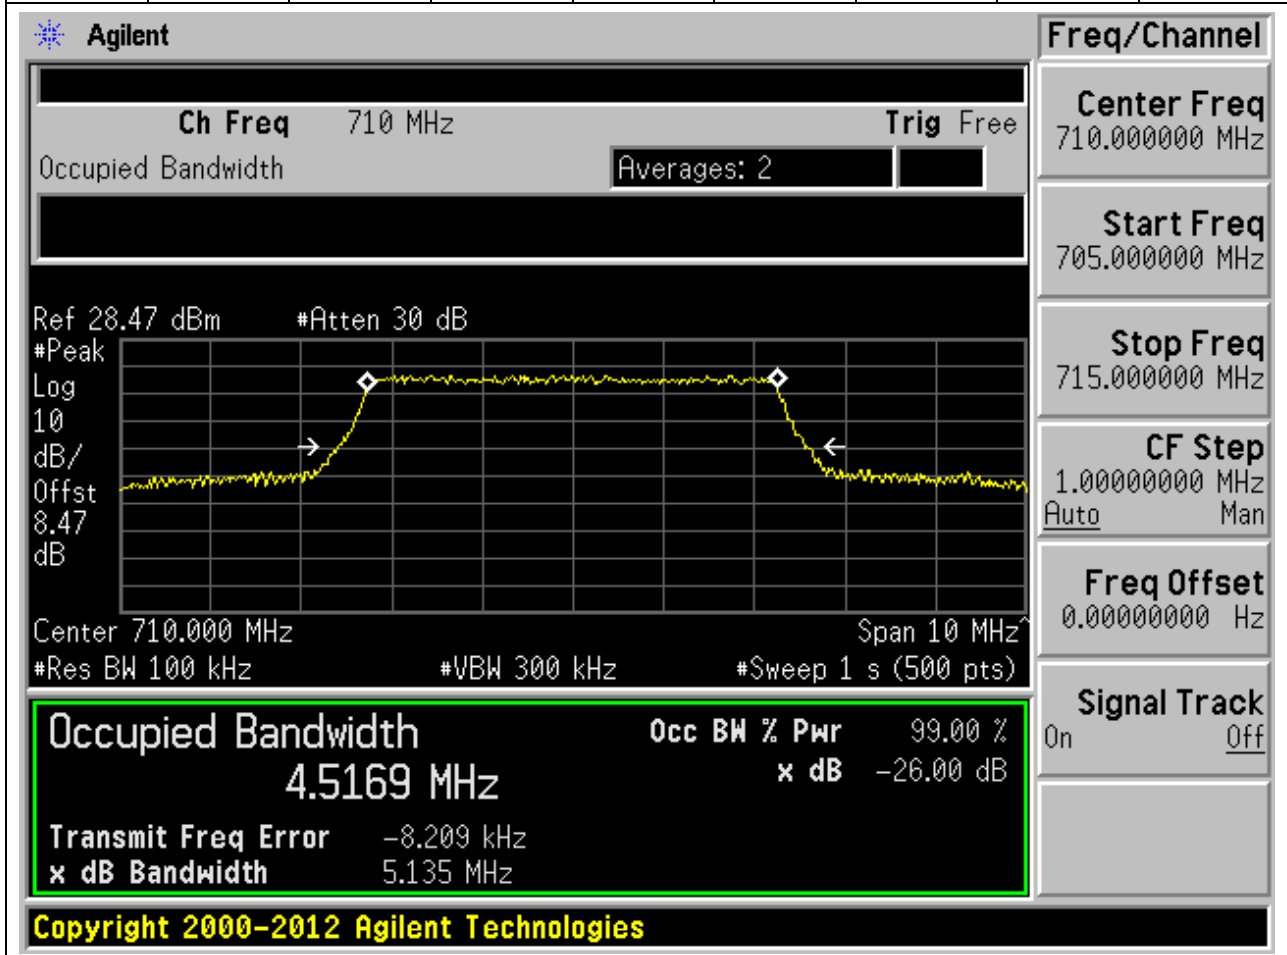 Agilent
Freq/Channel
Ch Freq 710 MHz Trig Free
Occupied Bandwidth Averages: 2
Center Freq
710.000000 MHz
Start Freq
705.000000 MHz
Stop Freq
715.000000 MHz
CF Step
1.00000000 MHz
Auto Man
Freq Offset
0.00000000 Hz
Signal Track
On Off
Ref 28.47 dBm #Atten 30 dB
#Peak
Log
10
dB/
Offst
8.47
dB
Center 710.000 MHz Span 10 MHz^
#Res BW 100 kHz #VBW 300 kHz #Sweep 1 s (500 pts)
Occupied Bandwidth Occ BW % Pwr 99.00 %
4.5169 MHz x dB -26.00 dB
Transmit Freq Error -8.209 kHz
x dB Bandwidth 5.135 MHz
Copyright 2000-2012 Agilent Technologies